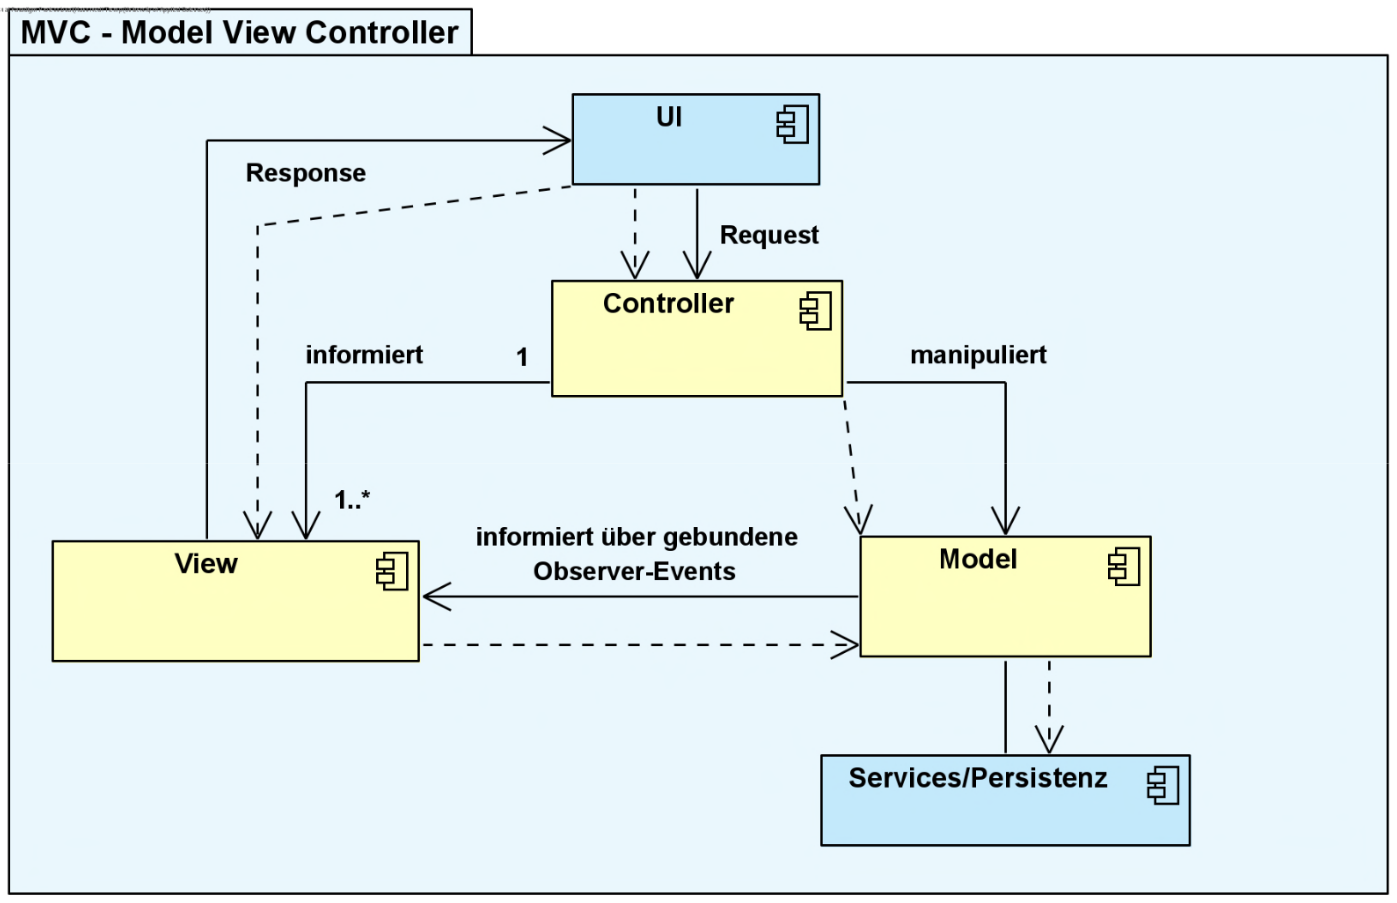 MVC - Model View Controller
UI
Response
Request
Controller
informiert
1
manipuliert
1..*
informiert über gebundene
Observer-Events
View
Model
Services/Persistenz